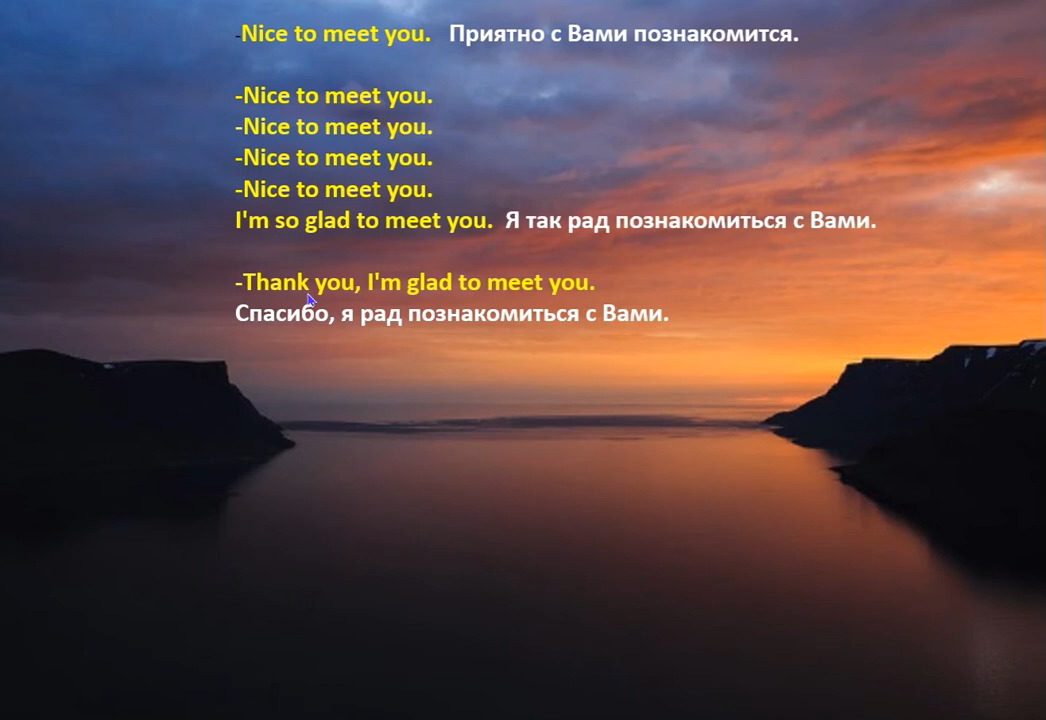 -Nice to meet you. Приятно с Вами познакомится.
-Nice to meet you.
-Nice to meet you.
-Nice to meet you.
-Nice to meet you.
I'm so glad to meet you. Я так рад познакомиться с Вами.
-Thank you, I'm glad to meet you.
Спасибо, я рад познакомиться с Вами.